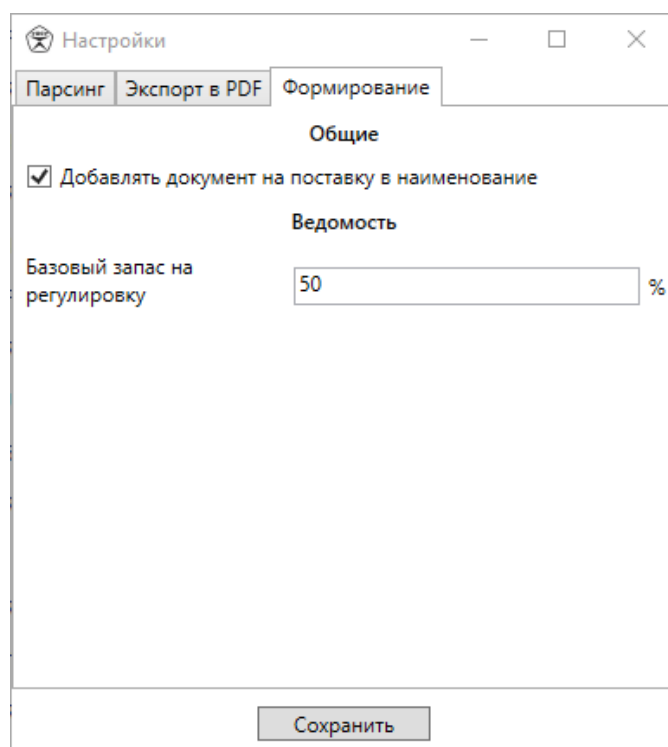 Настройки
Парсинг Экспорт в PDF Формирование
Общие
Добавлять документ на поставку в наименование
Ведомость
Базовый запас на
регулировку
50 %
Сохранить